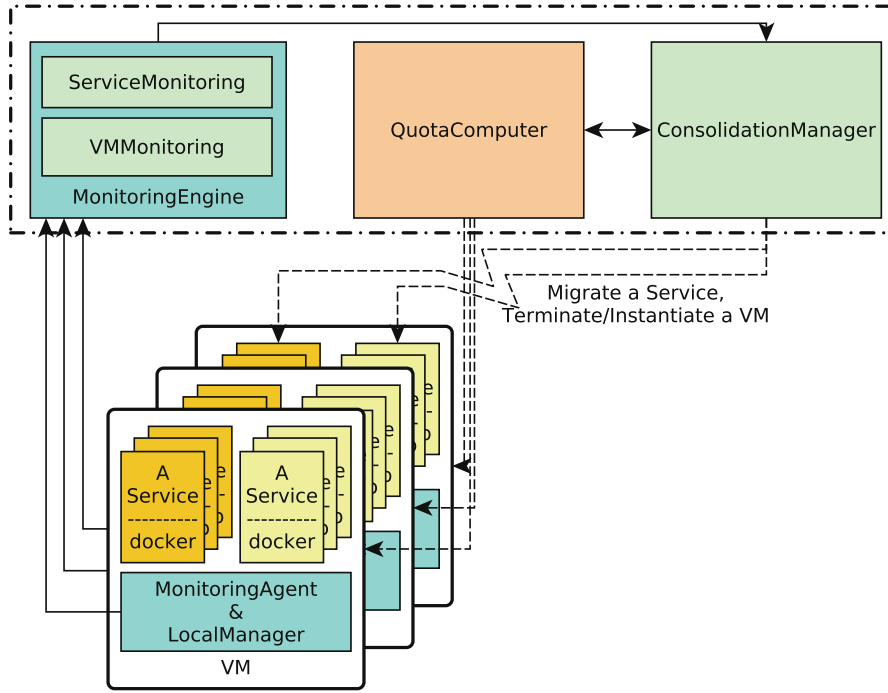 ServiceMonitoring
VMMonitoring
MonitoringEngine
QuotaComputer
ConsolidationManager
Migrate a Service,
Terminate/Instantiate a VM
A
Service
docker
A
Service
docker
MonitoringAgent
&
LocalManager
VM